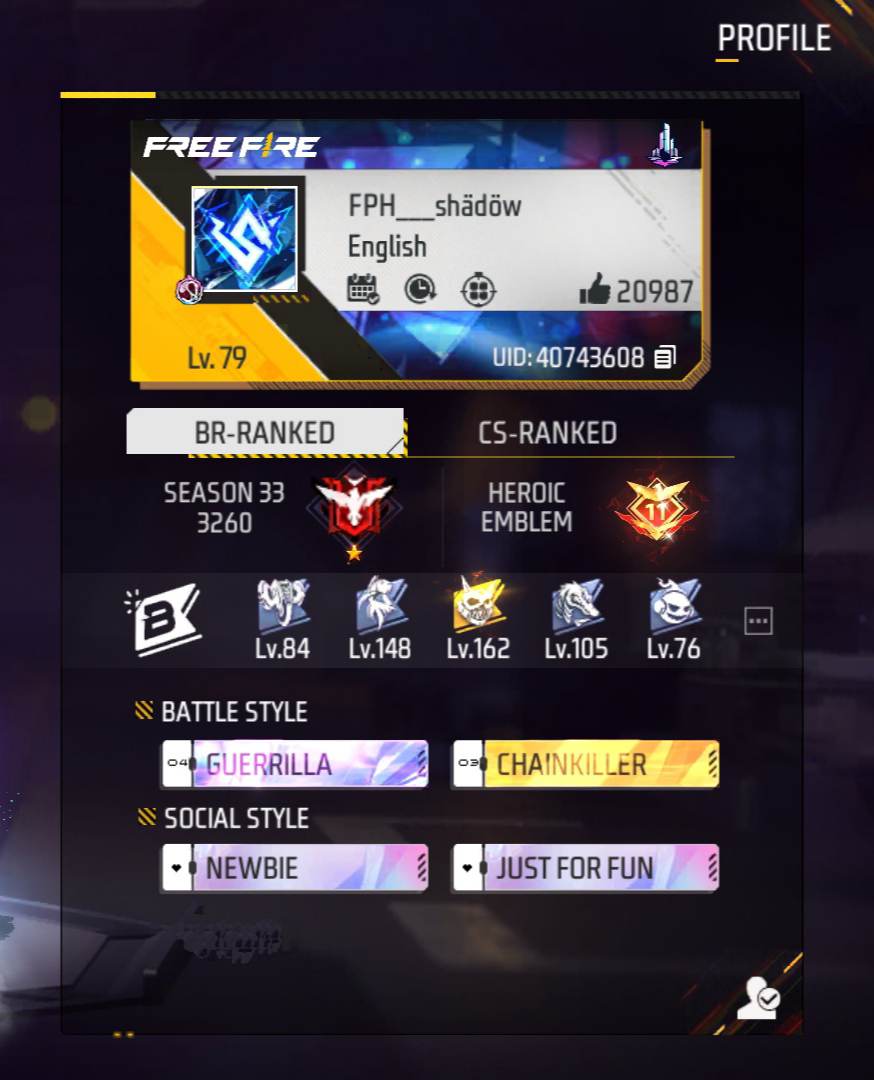 PROFILE
FREE FIRE
FPH___shädöw
English
20987
Lv. 79
UID: 40743608
BR-RANKED
CS-RANKED
SEASON 33
3260
HEROIC
EMBLEM
11
B
Lv.84
Lv.148
Lv.162
Lv.105
Lv.76
BATTLE STYLE
04 GUERRILLA
03 CHAINKILLER
SOCIAL STYLE
NEWBIE
JUST FOR FUN